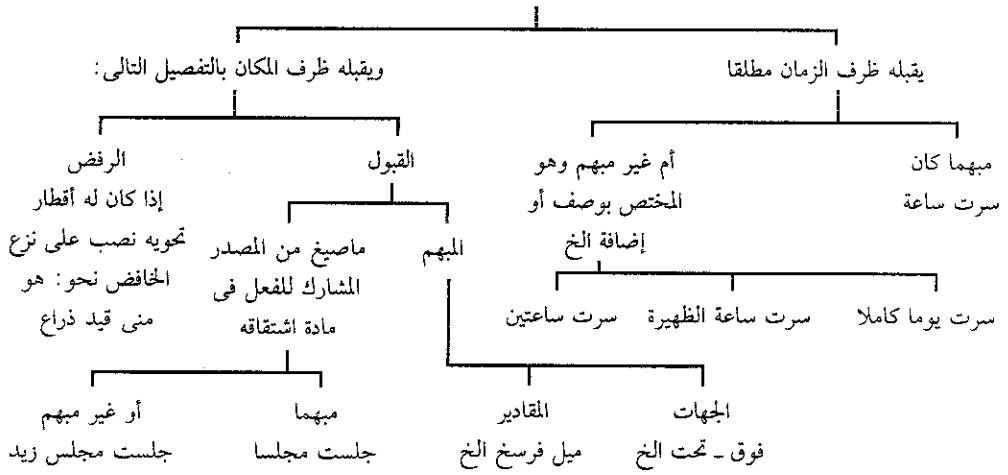 يقبله ظرف الزمان مطلقا
ويقبله ظرف المكان بالتفصيل التالى:
مبهما كان
سرت ساعة
أم غير مبهم وهو
المختص بوصف أو
إضافة الخ
سرت يوما كاملا
سرت ساعة الظهيرة
سرت ساعتين
القبول
المبهم
الجهات
فوق ـ تحت الخ
المقادير
ميل فرسخ الخ
ماصيغ من المصدر
المشارك للفعل فى
مادة اشتقاقه
مبهما
جلست مجلسا
أو غير مبهم
جلست مجلس زيد
الرفض
إذا كان له أقطار
تحويه نصب على نزع
الخافض نحو: هو
منى قيد ذراع